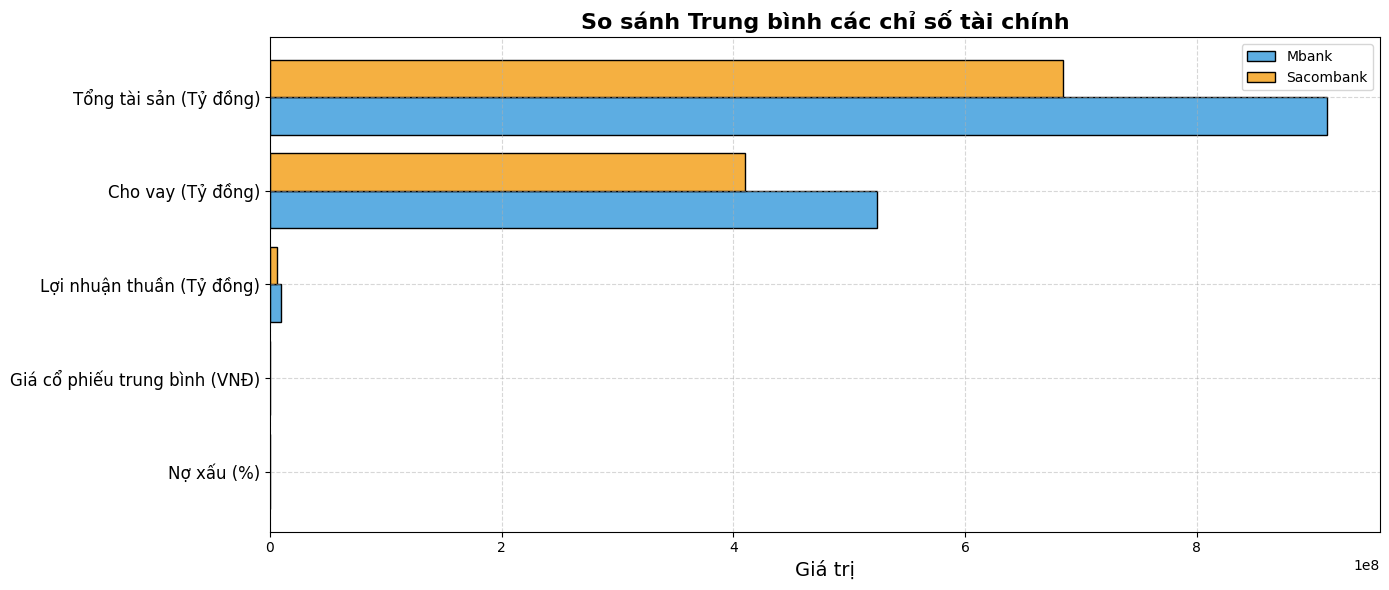 So sánh Trung bình các chỉ số tài chính
Mbank
Sacombank
Tổng tài sản (Tỷ đồng)
Cho vay (Tỷ đồng)
Lợi nhuận thuần (Tỷ đồng)
Giá cổ phiếu trung bình (VNĐ)
Nợ xấu (%)
0 2 4 6 8
1e8
Giá trị